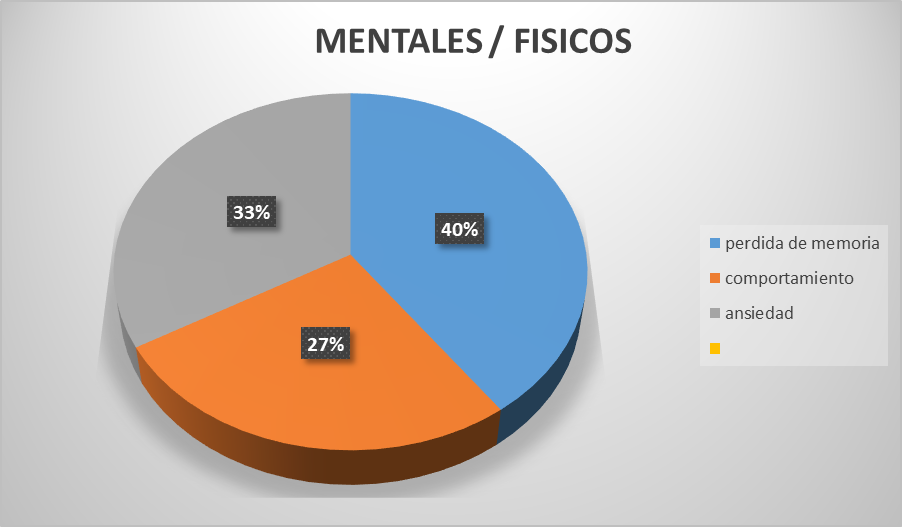 MENTALES / FISICOS
33%
40%
27%
perdida de memoria
comportamiento
ansiedad